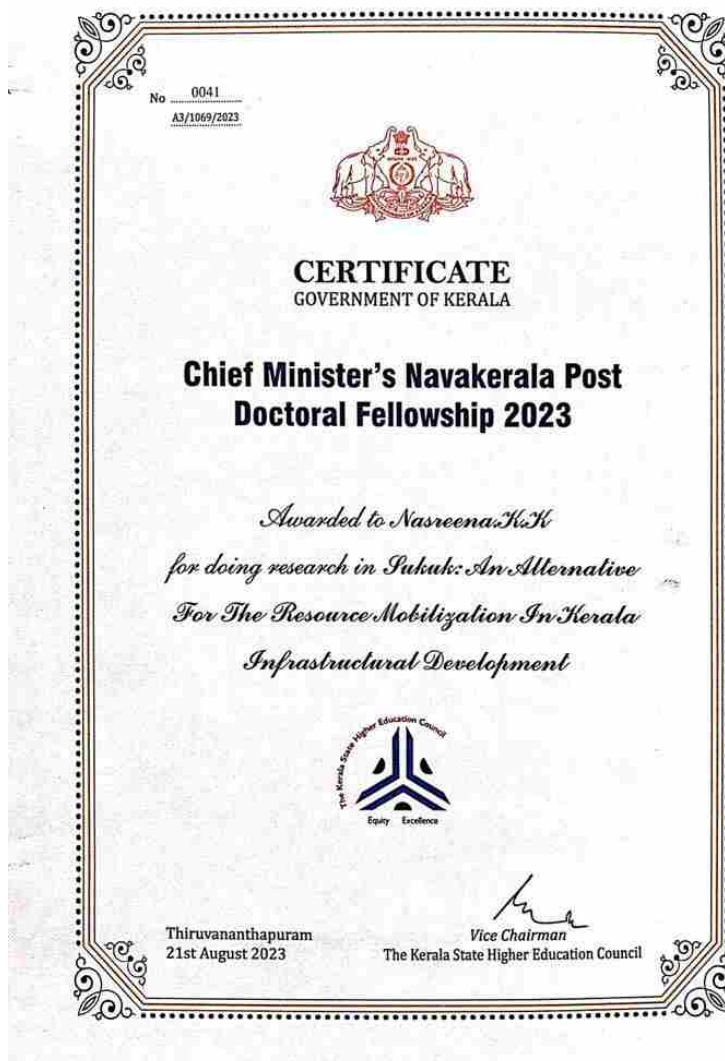 No 0041
A3/1069/2023
CERTIFICATE
GOVERNMENT OF KERALA
Chief Minister's Navakerala Post
Doctoral Fellowship 2023
Awarded to Nasreena.K.K
for doing research in Sukuk: An Alternative
For The Resource Mobilization In Kerala
Infrastructural Development
The Kerala State Higher Education Council
Equity Excellence
Thiruvananthapuram
21st August 2023
Vice Chairman
The Kerala State Higher Education Council